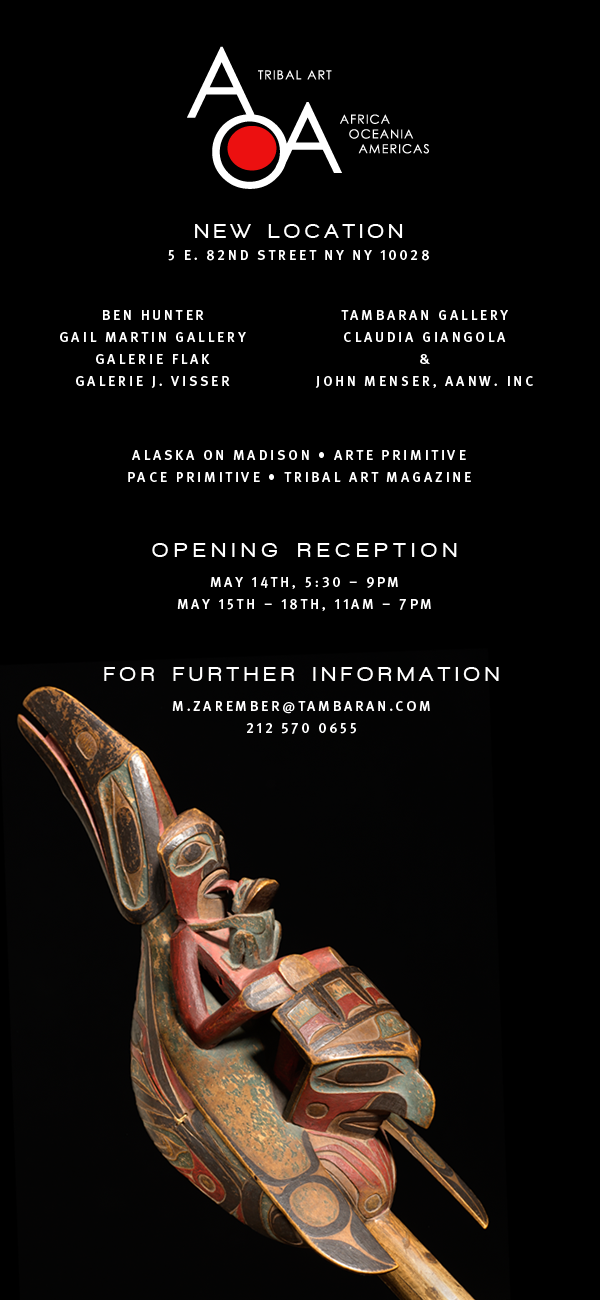 TRIBAL ART
AOA
AFRICA
OCEANIA
AMERICAS
NEW LOCATION
5 E. 82ND STREET NY NY 10028
BEN HUNTER
GAIL MARTIN GALLERY
GALERIE FLAK
GALERIE J. VISSER
TAMBARAN GALLERY
CLAUDIA GIANGOLA
&
JOHN MENSER, AANW. INC
ALASKA ON MADISON • ARTE PRIMITIVE
PACE PRIMITIVE • TRIBAL ART MAGAZINE
OPENING RECEPTION
MAY 14TH, 5:30 – 9PM
MAY 15TH – 18TH, 11AM – 7PM
FOR FURTHER INFORMATION
M.ZAREMBER@TAMBARAN.COM
212 570 0655